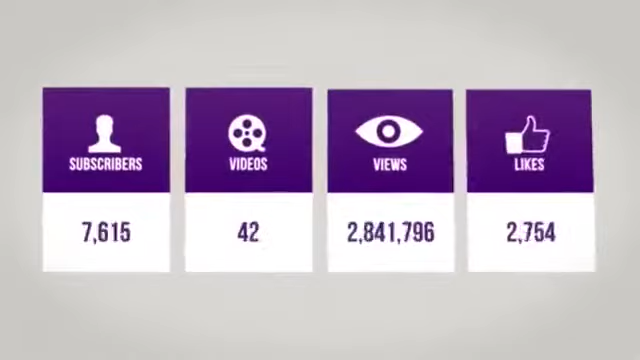 SUBSCRIBERS
7,615
VIDEOS
42
VIEWS
2,841,796
LIKES
2,754